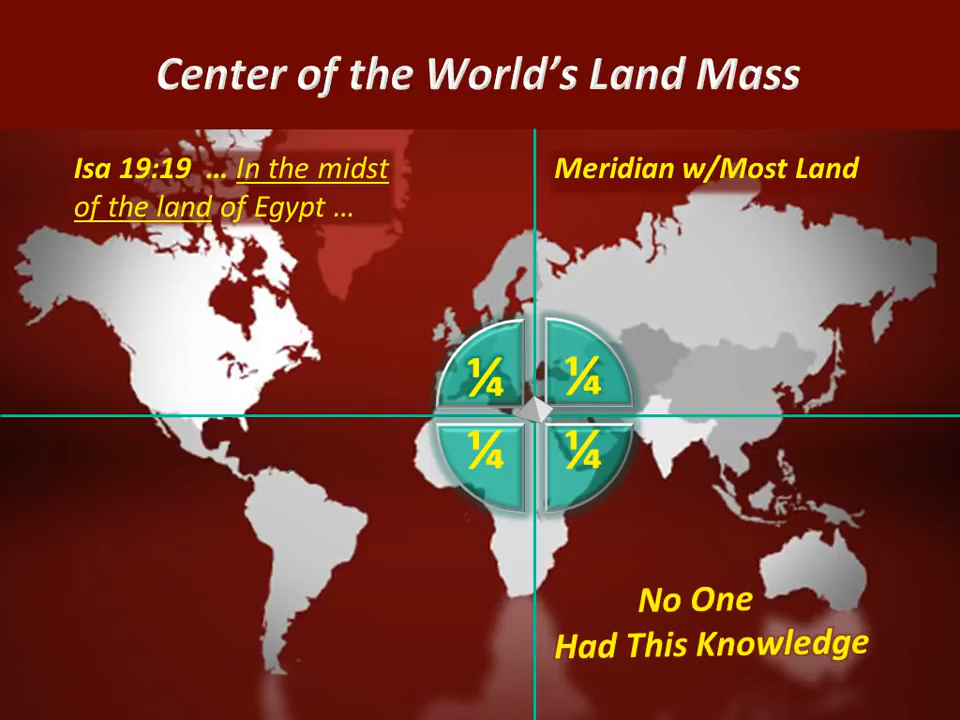 Center of the World’s Land Mass
Isa 19:19 … In the midst
of the land of Egypt …
Meridian w/Most Land
¼ ¼
¼ ¼
No One
Had This Knowledge